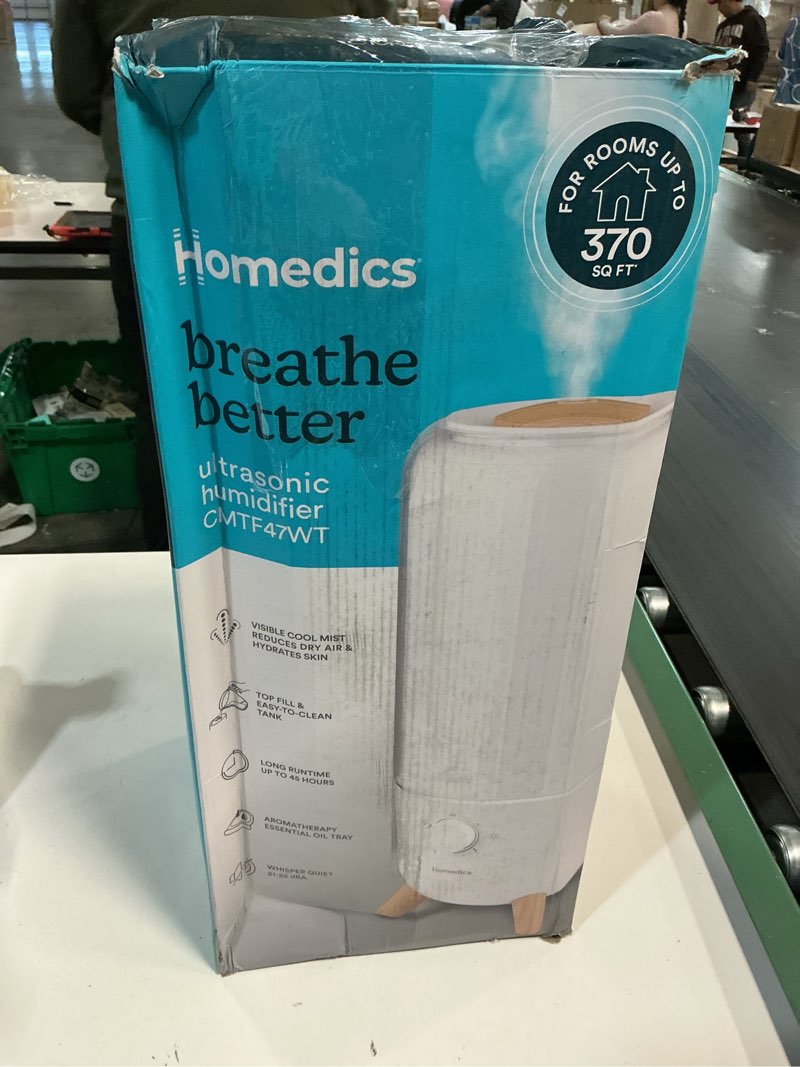 FOR ROOMS UP TO
370
SQ FT*
Homedics
breathe
better
ultrasonic
humidifier
CMTF47WT
VISIBLE COOL MIST
REDUCES DRY AIR &
HYDRATES SKIN
TOP FILL &
EASY-TO-CLEAN
TANK
LONG RUNTIME
UP TO 45 HOURS
AROMATHERAPY
ESSENTIAL OIL TRAY
WHISPER QUIET
Homedics